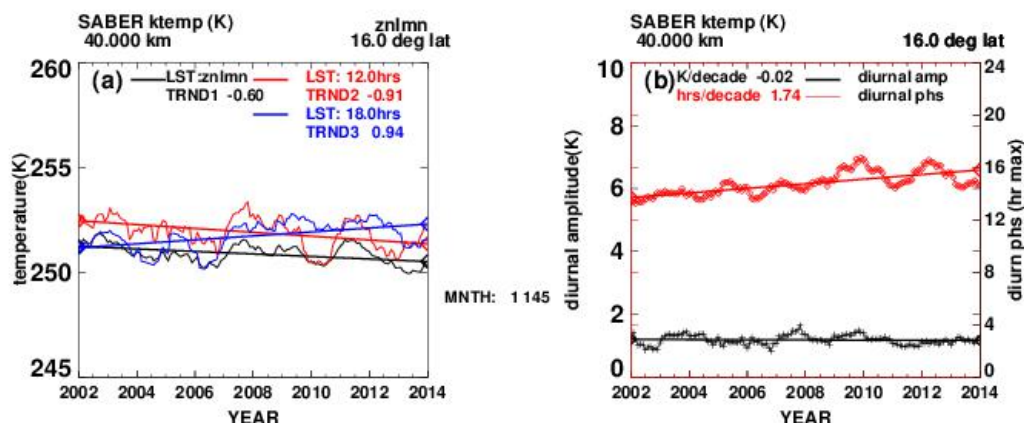 SABER ktemp (K) znlmn
40.000 km 16.0 deg lat
(a) LST:znlmn LST: 12.0hrs
TRND1 -0.60 TRND2 -0.91
LST: 18.0hrs
TRND3 0.94
260
255
250
245
temperature(K)
2002 2004 2006 2008 2010 2012 2014
YEAR
MNTH: 1 145
SABER ktemp (K)
40.000 km 16.0 deg lat
(b) K/decade -0.02 diurnal amp
hrs/decade 1.74 diurnal phs
10
8
6
4
2
0
diurnal amplitude(K)
24
20
16
12
8
4
0
diurn phs (hr max)
2002 2004 2006 2008 2010 2012 2014
YEAR